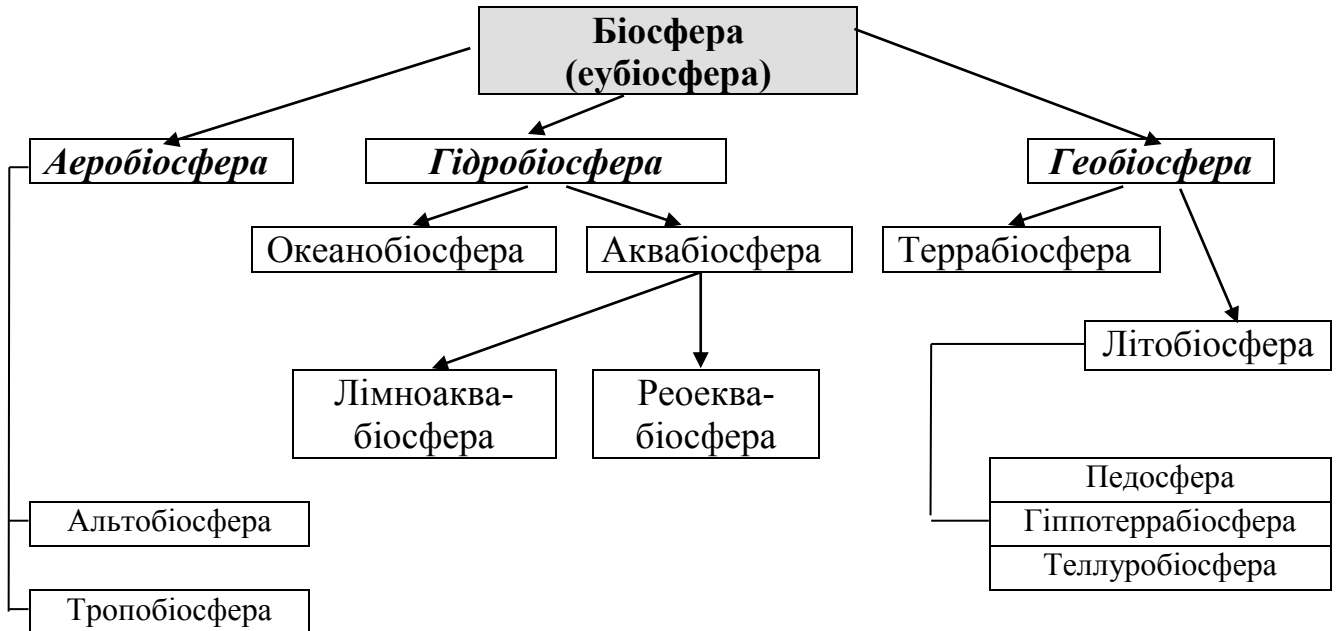 Біосфера
(еубіосфера)
Аеробіосфера
Гідробіосфера
Геобіосфера
Океанобіосфера
Аквабіосфера
Террабіосфера
Літобіосфера
Лімноаква-
біосфера
Реоеква-
біосфера
Педосфера
Альтобіосфера
Гіппотеррабіосфера
Теллуробіосфера
Тропобіосфера